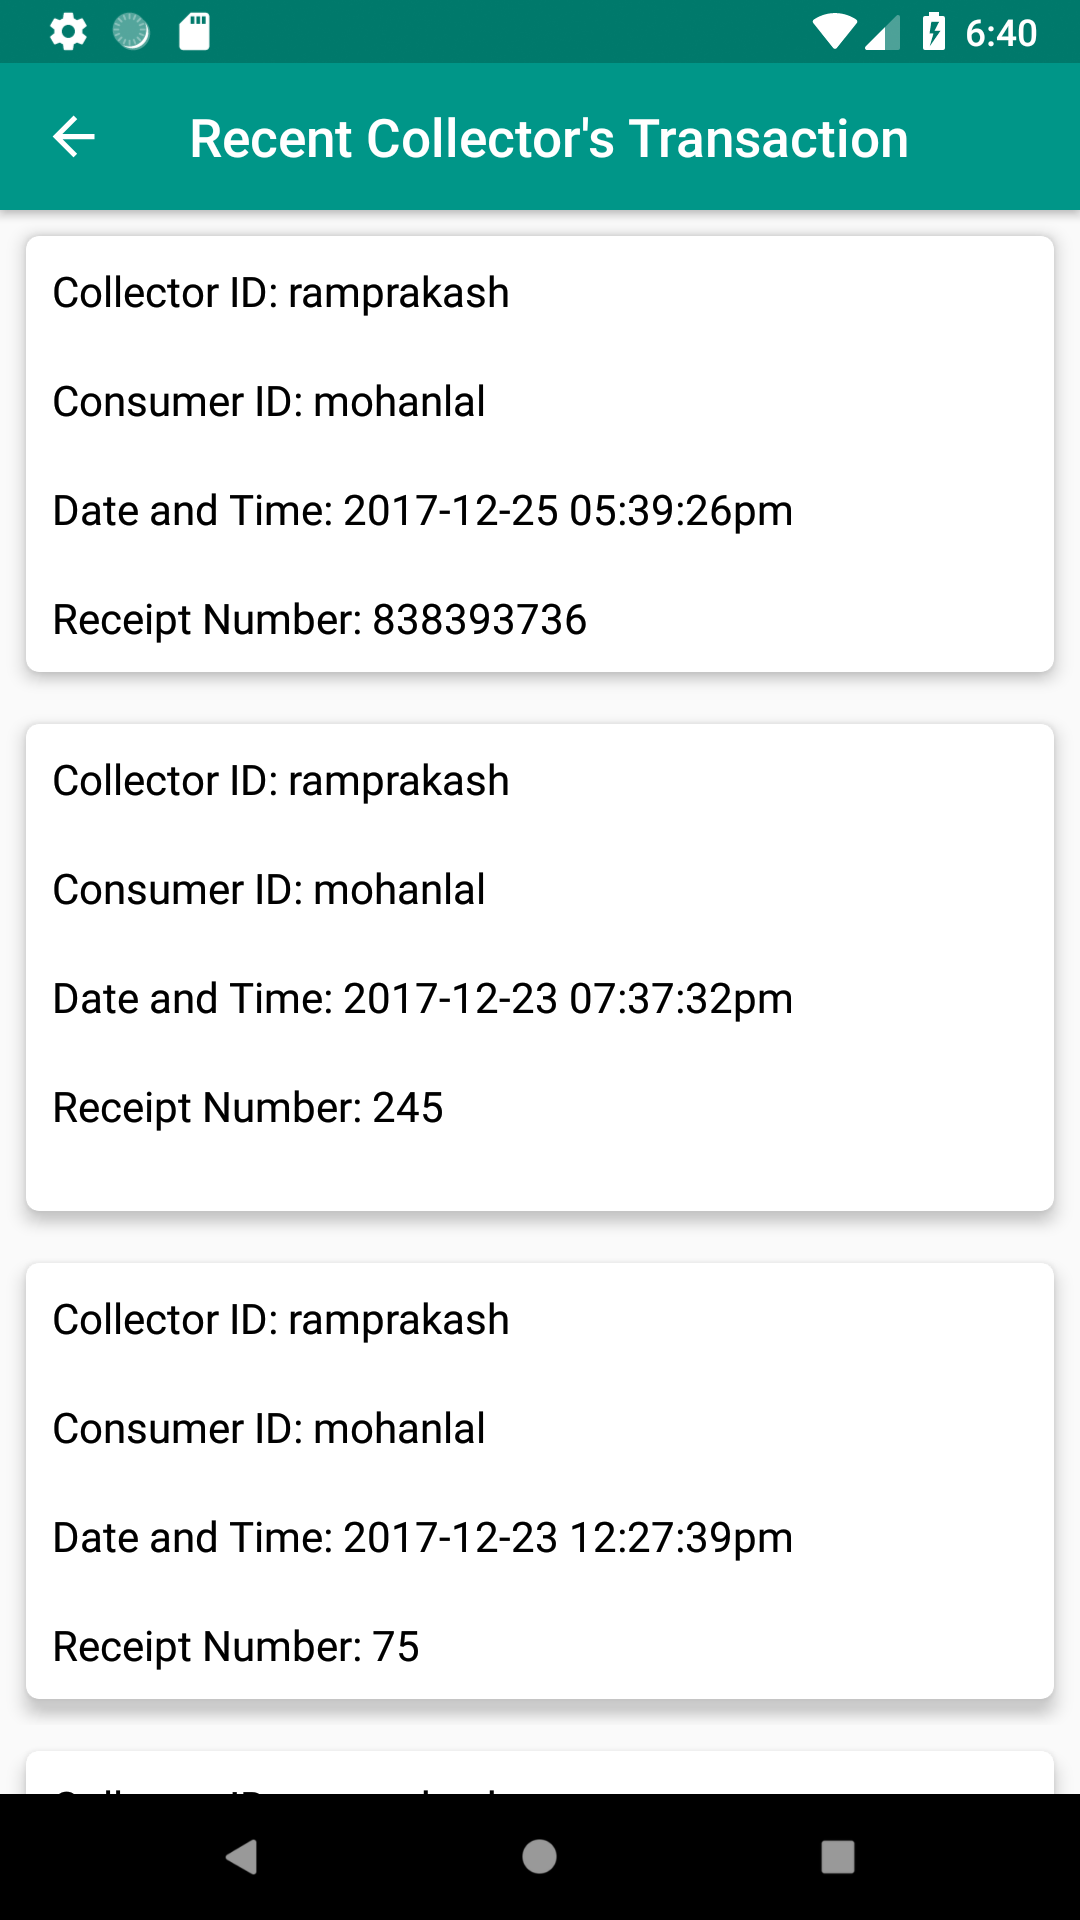 6:40
Recent Collector's Transaction
Collector ID: ramprakash
Consumer ID: mohanlal
Date and Time: 2017-12-25 05:39:26pm
Receipt Number: 838393736
Collector ID: ramprakash
Consumer ID: mohanlal
Date and Time: 2017-12-23 07:37:32pm
Receipt Number: 245
Collector ID: ramprakash
Consumer ID: mohanlal
Date and Time: 2017-12-23 12:27:39pm
Receipt Number: 75